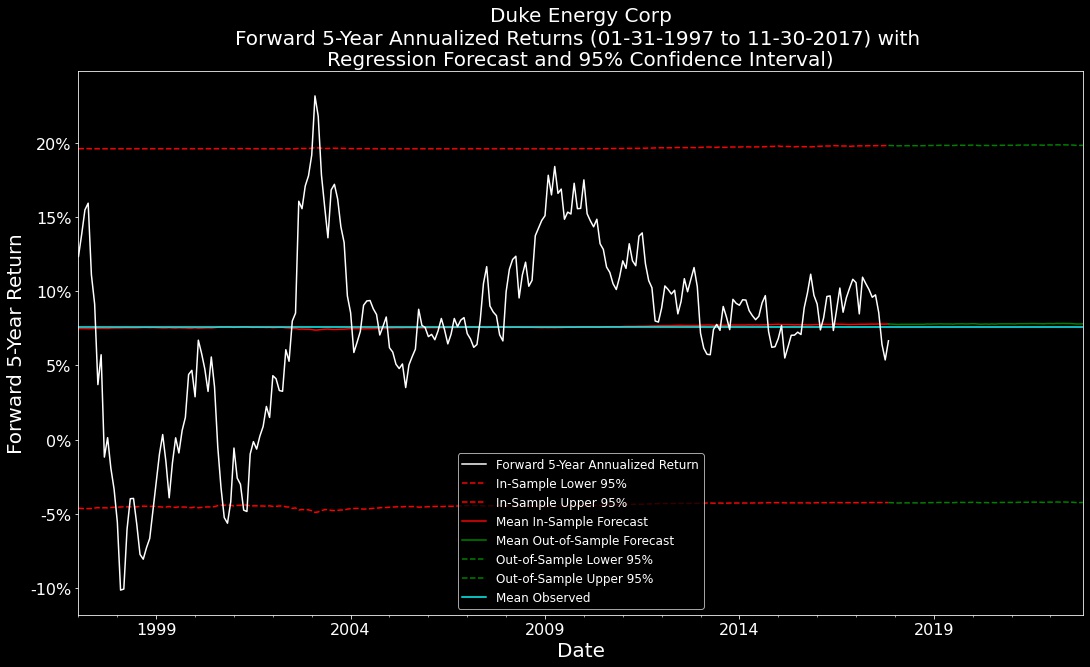 Duke Energy Corp
Forward 5-Year Annualized Returns (01-31-1997 to 11-30-2017) with
Regression Forecast and 95% Confidence Interval)
Forward 5-Year Return
20%
15%
10%
5%
0%
-5%
-10%
Forward 5-Year Annualized Return
In-Sample Lower 95%
In-Sample Upper 95%
Mean In-Sample Forecast
Mean Out-of-Sample Forecast
Out-of-Sample Lower 95%
Out-of-Sample Upper 95%
Mean Observed
1999 2004 2009 2014 2019
Date